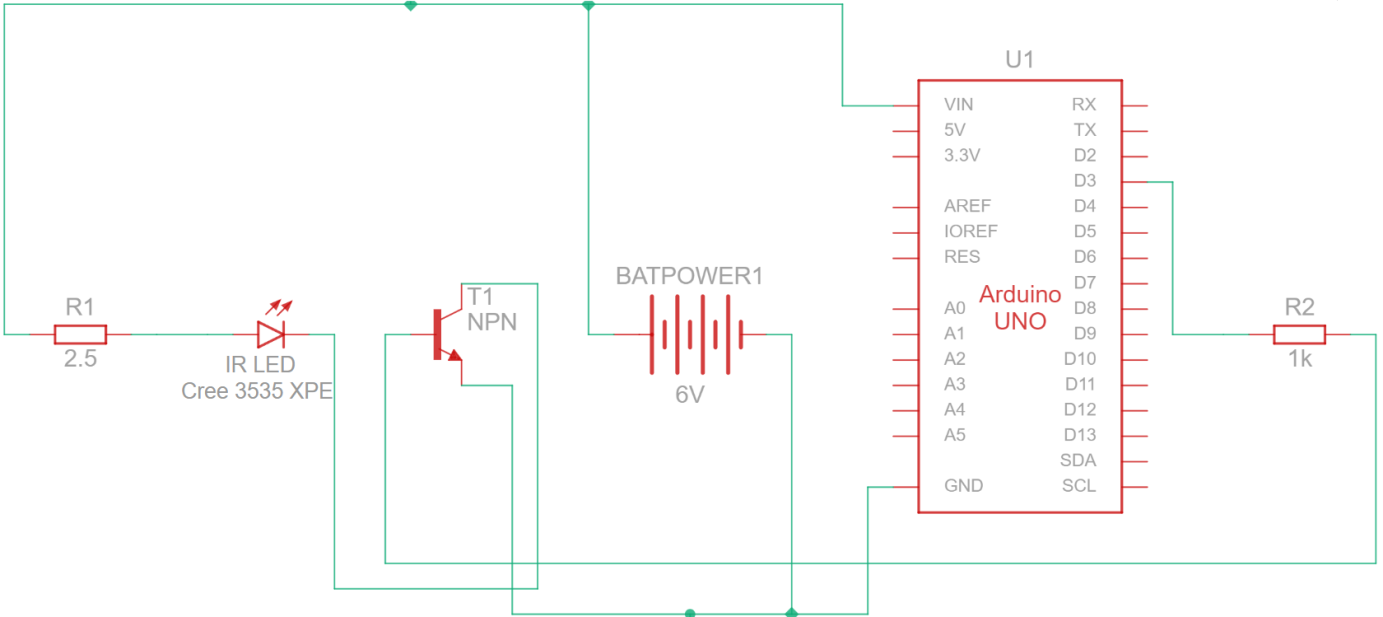 U1
VIN
5V
3.3V
AREF
IOREF
RES
A0
A1
A2
A3
A4
A5
GND
RX
TX
D2
D3
D4
D5
D6
D7
D8
D9
D10
D11
D12
D13
SDA
SCL
Arduino
UNO
BATPOWER1
6V
T1
NPN
R1
2.5
IR LED
Cree 3535 XPE
R2
1k